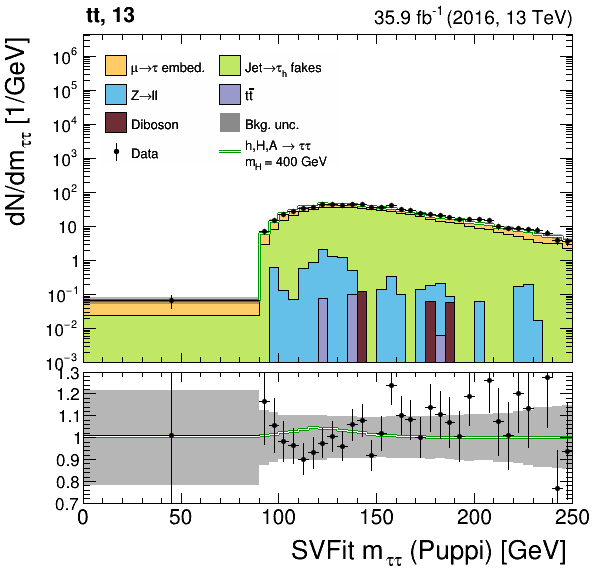 tt, 13
35.9 fb⁻¹ (2016, 13 TeV)
dN/dmττ [1/GeV]
10⁶
10⁵
10⁴
10³
10²
10
1
10⁻¹
10⁻²
10⁻³
μ→τ embed.
Jet→τₕ fakes
Z→ll
tt̄
Diboson
Bkg. unc.
Data
h,H,A → ττ
m_H = 400 GeV
1.3
1.2
1.1
1
0.9
0.8
0.7
0 50 100 150 200 250
SVFit mττ (Puppi) [GeV]